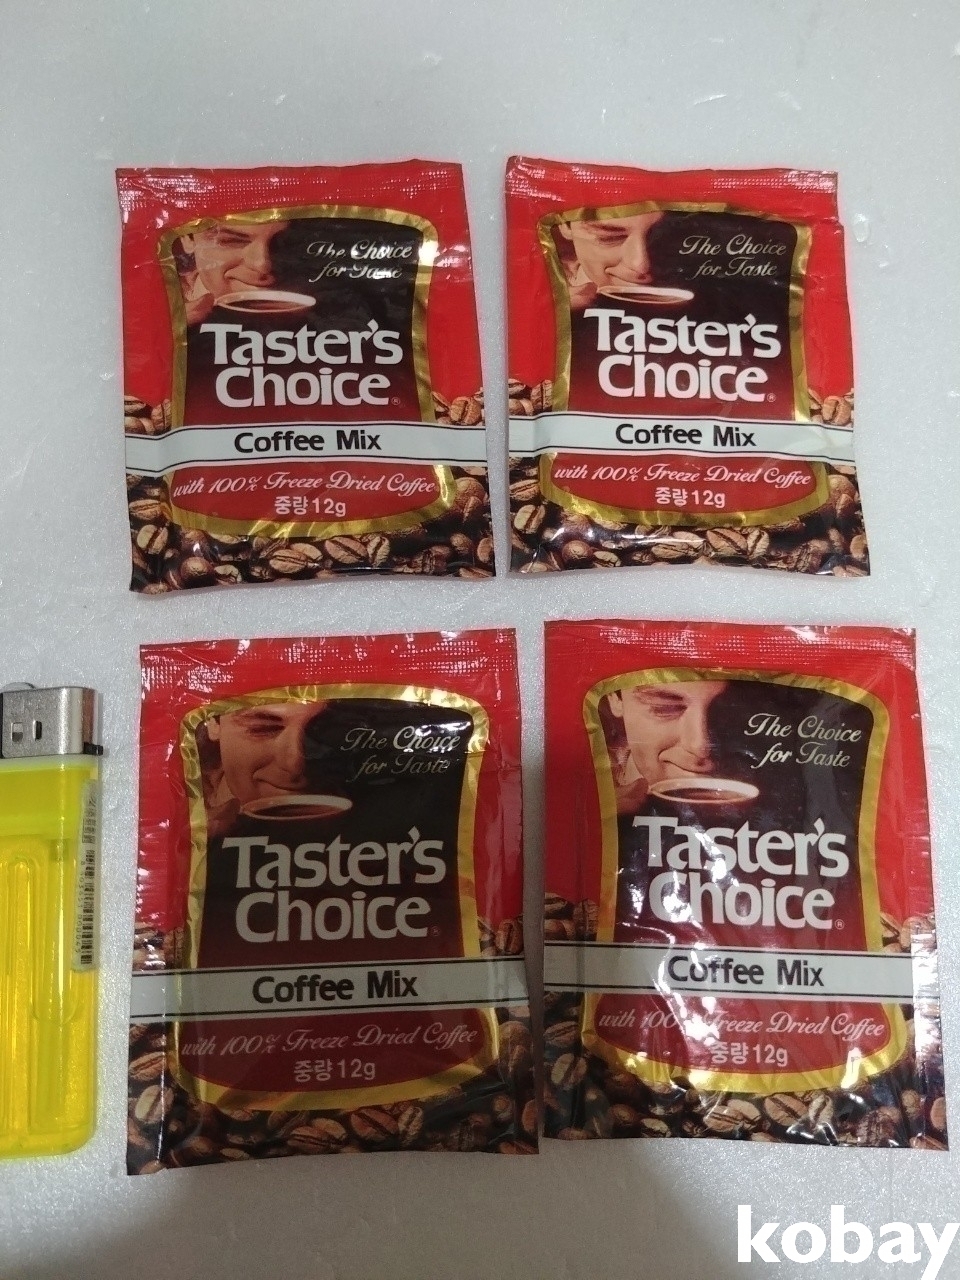 The Choice
for Taste
Taster's
Choice®
Coffee Mix
with 100% Freeze Dried Coffee
중량 12g
The Choice
for Taste
Taster's
Choice®
Coffee Mix
with 100% Freeze Dried Coffee
중량 12g
The Choice
for Taste
Taster's
Choice®
Coffee Mix
with 100% Freeze Dried Coffee
중량 12g
The Choice
for Taste
Taster's
Choice®
Coffee Mix
with 100% Freeze Dried Coffee
중량 12g
kobay